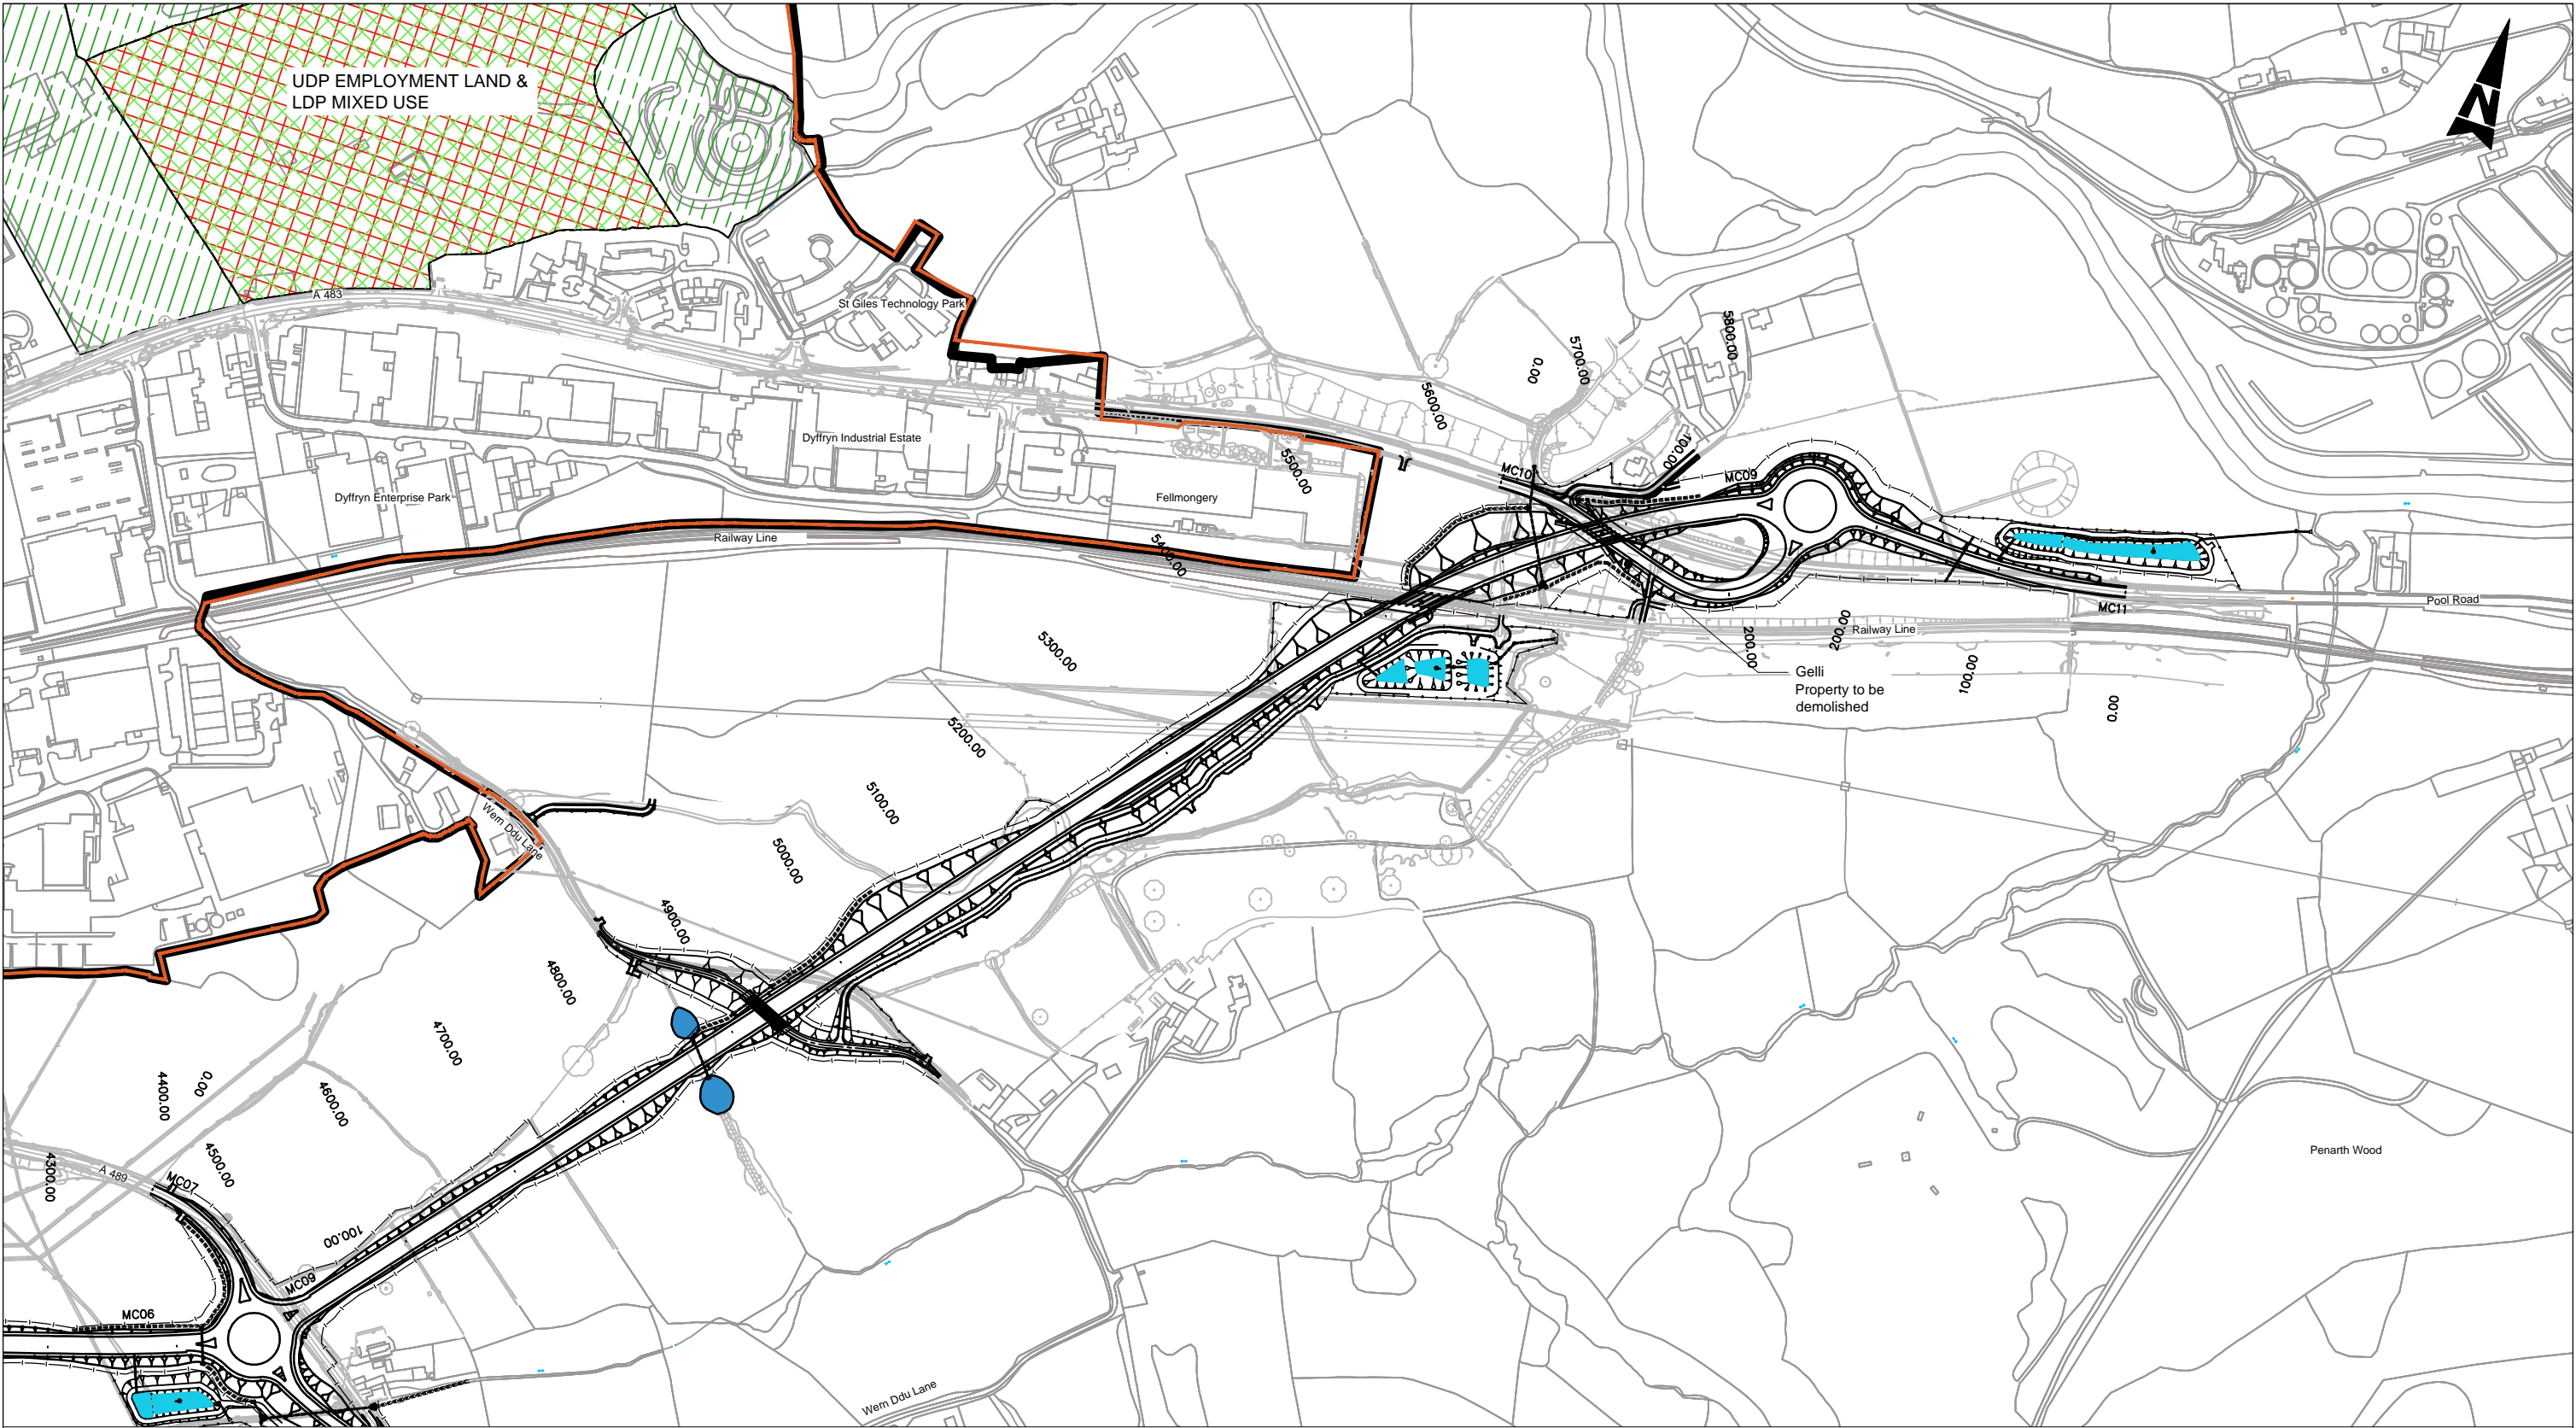 UDP EMPLOYMENT LAND &
LDP MIXED USE
N
A 483
St Giles Technology Park
Dyffryn Industrial Estate
Dyffryn Enterprise Park
Fellmongery
Railway Line
5800.00
5700.00
0.00
5600.00
5500.00
5400.00
100.00
MC10
MC09
MC11
Pool Road
Railway Line
200.00
200.00
100.00
0.00
Gelli
Property to be
demolished
5300.00
5200.00
5100.00
5000.00
4900.00
4800.00
4700.00
4600.00
4500.00
4400.00
0.00
4300.00
Wern Ddu Lane
A 489
MC07
100.00
MC09
MC06
Wern Ddu Lane
Penarth Wood